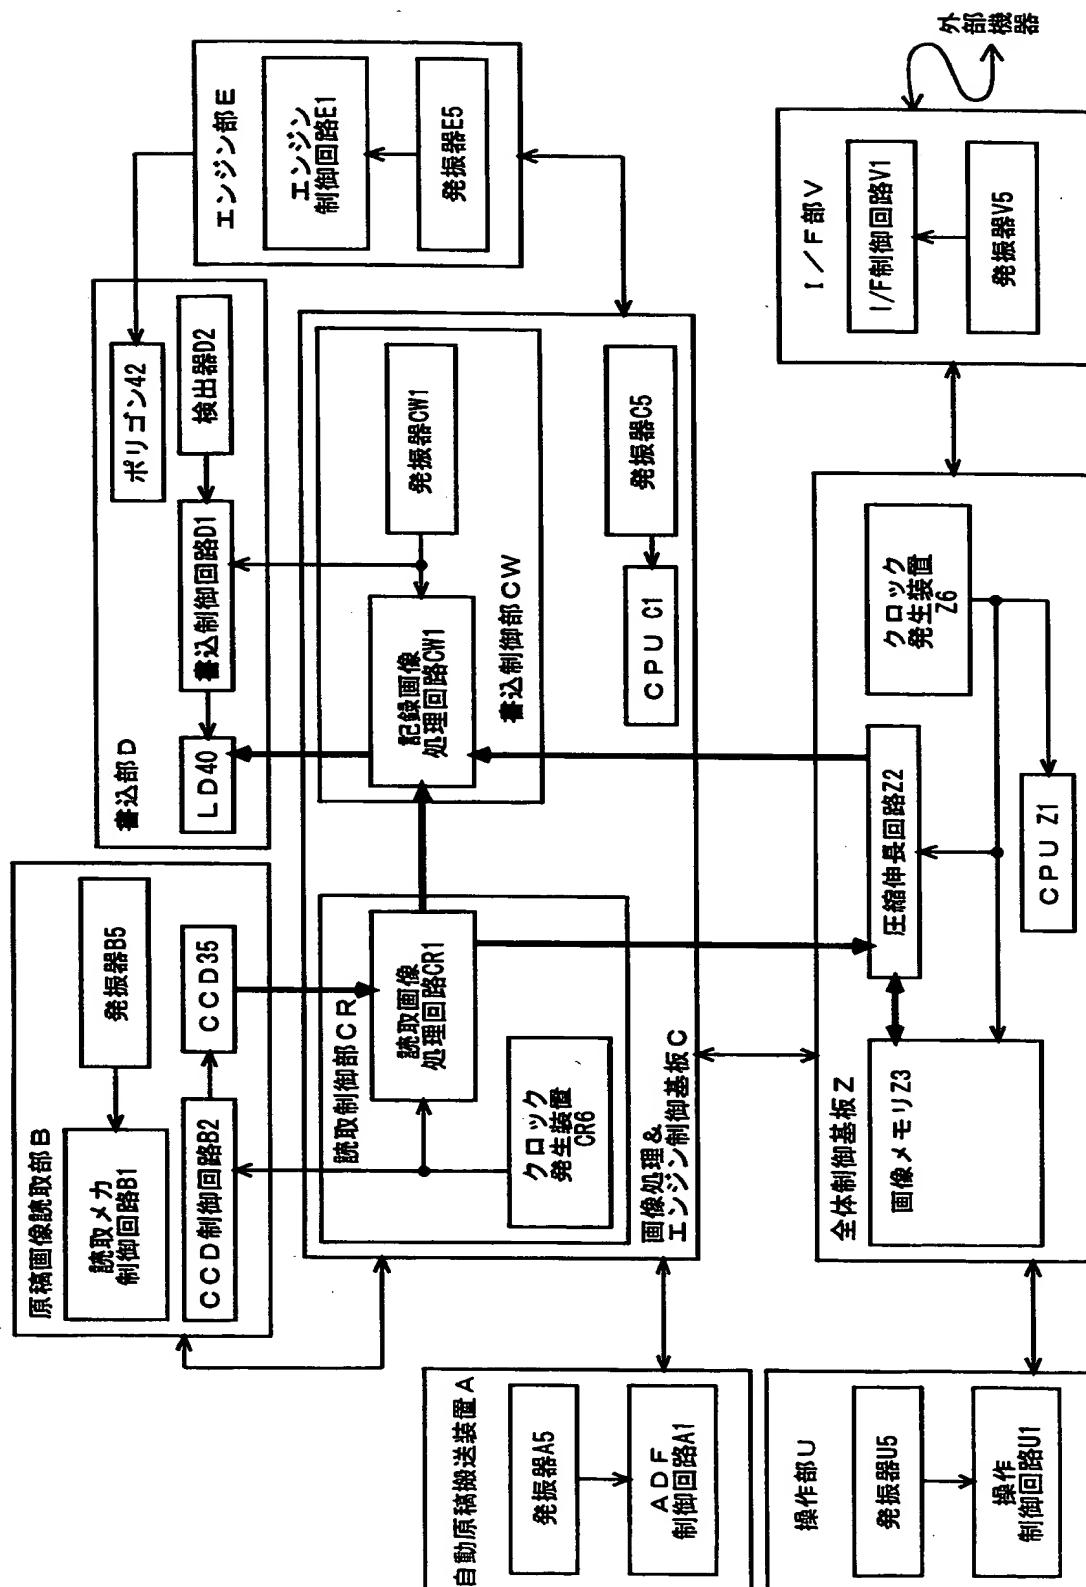 原稿画像読取部B
読取メカ
制御回路B1
発振器B5
CCD制御回路B2
CCD35
書込部D
ポリゴン42
LD40
書込制御回路D1
検出器D2
エンジン部E
エンジン
制御回路E1
発振器E5
自動原稿搬送装置A
発振器A5
ADF
制御回路A1
読取制御部CR
読取画像
処理回路CR1
クロック
発生装置
CR6
記録画像
処理回路CW1
発振器CW1
書込制御部CW
CPU C1
発振器C5
画像処理&
エンジン制御基板C
操作部U
発振器U5
操作
制御回路U1
全体制御基板Z
画像メモリZ3
圧縮伸長回路Z2
クロック
発生装置
Z6
CPU Z1
I/F部V
I/F制御回路V1
発振器V5
外部
機器